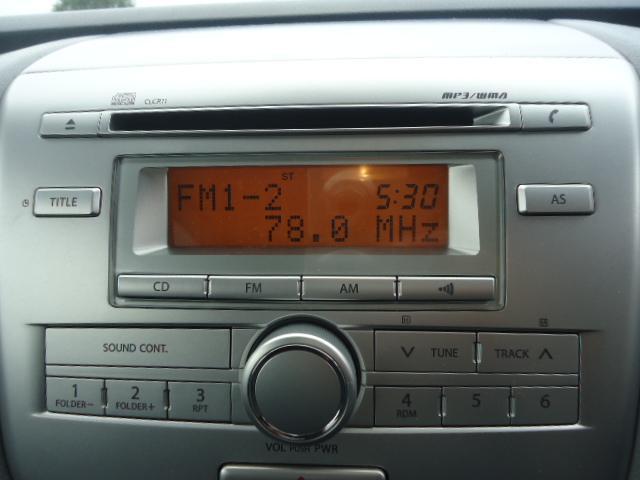 CLCR11
MP3/WMA
TITLE
ST
AS
FM1-2 5:30
78.0 MHz
CD FM AM
SOUND CONT.
TUNE
TRACK
1 FOLDER-
2 FOLDER+
3 RPT
4 RDM
5
6
VOL PUSH PWR